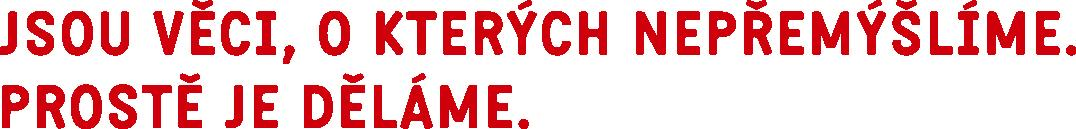 JSOU VĚCI, O KTERÝCH NEPŘEMÝŠLÍME.
PROSTĚ JE DĚLÁME.